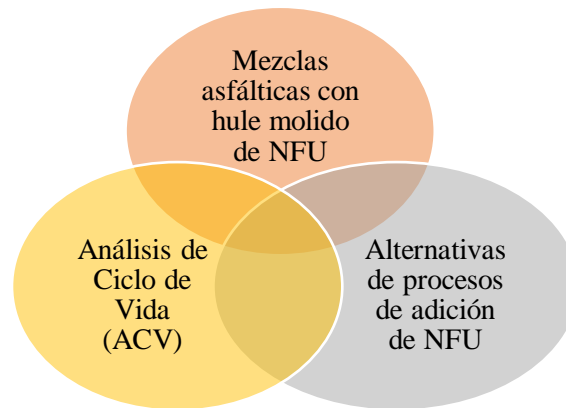 Mezclas
asfálticas con
hule molido
de NFU
Análisis de
Ciclo de
Vida
(ACV)
Alternativas
de procesos
de adición
de NFU